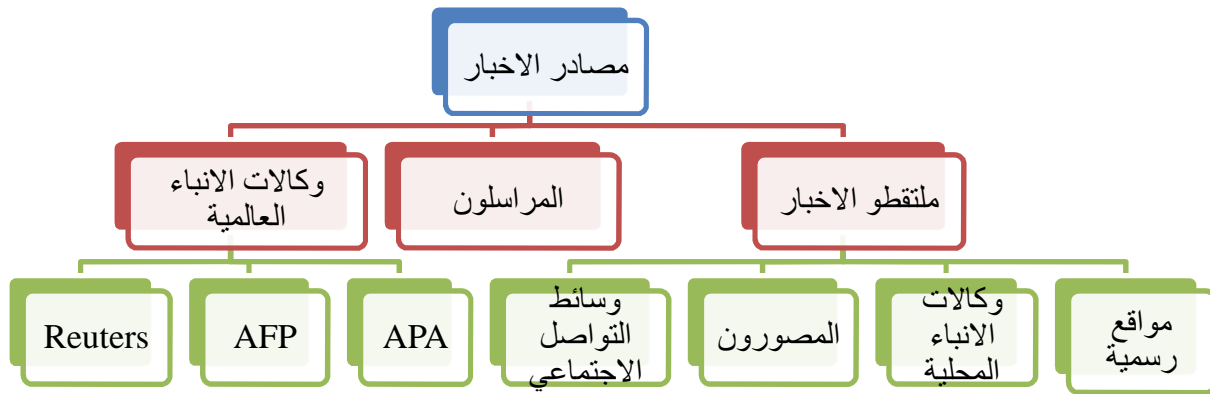 مصادر الاخبار
ملتقطو الاخبار
المراسلون
وكالات الانباء
العالمية
مواقع
رسمية
وكالات
الانباء
المحلية
المصورون
وسائط
التواصل
الاجتماعي
APA
AFP
Reuters